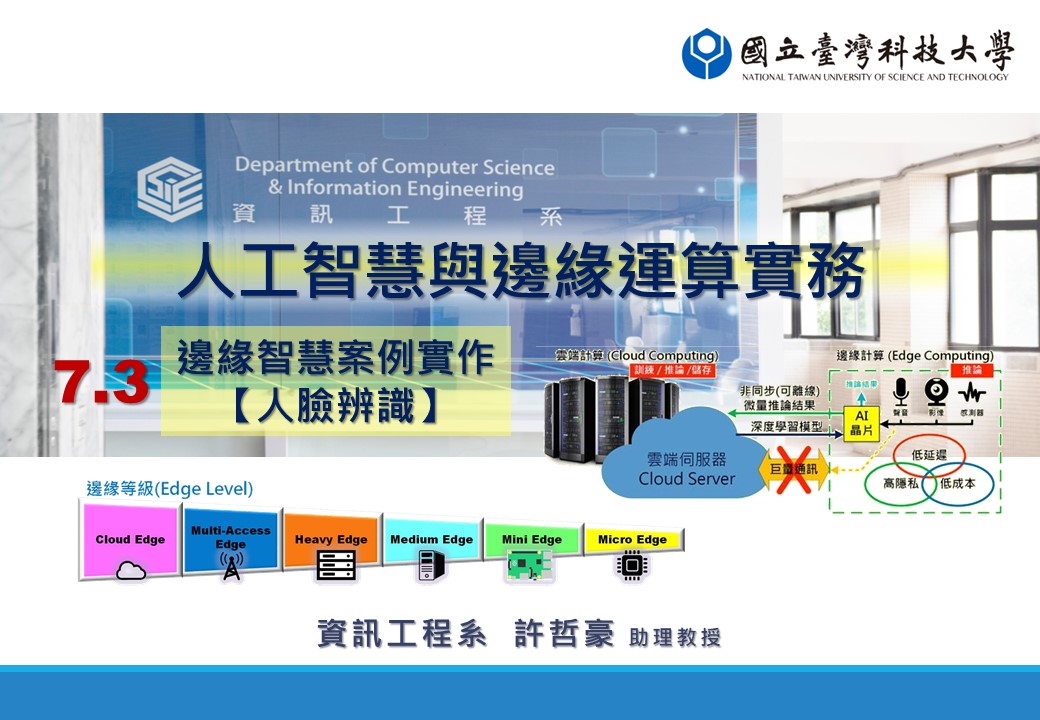 國立臺灣科技大學
NATIONAL TAIWAN UNIVERSITY OF SCIENCE AND TECHNOLOGY
Department of Computer Science
& Information Engineering
資訊工程系
人工智慧與邊緣運算實務
7.3
邊緣智慧案例實作
【人臉辨識】
雲端計算 (Cloud Computing)
訓練 / 推論 /儲存
雲端伺服器
Cloud Server
非同步(可離線)
微量推論結果
深度學習模型
巨量通訊
邊緣計算 (Edge Computing)
推論
推論結果
AI
晶片
聲音
影像
感測器
低延遲
高隱私
低成本
邊緣等級(Edge Level)
Cloud Edge
Multi-Access
Edge
Heavy Edge
Medium Edge
Mini Edge
Micro Edge
資訊工程系 許哲豪 助理教授